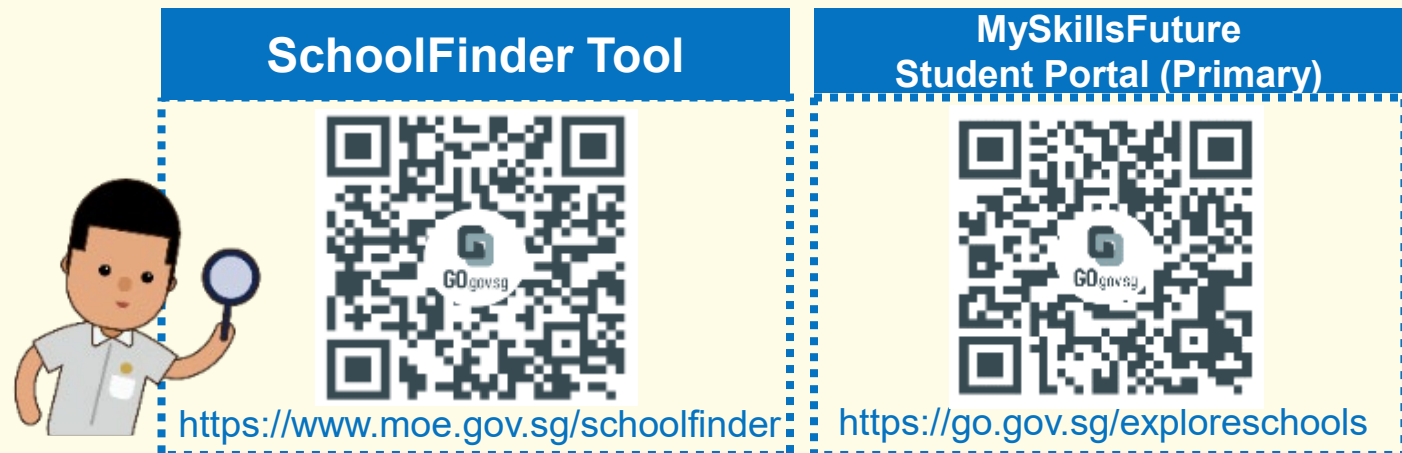 SchoolFinder Tool
GOgovsg
https://www.moe.gov.sg/schoolfinder
MySkillsFuture
Student Portal (Primary)
GOgovsg
https://go.gov.sg/exploreschools